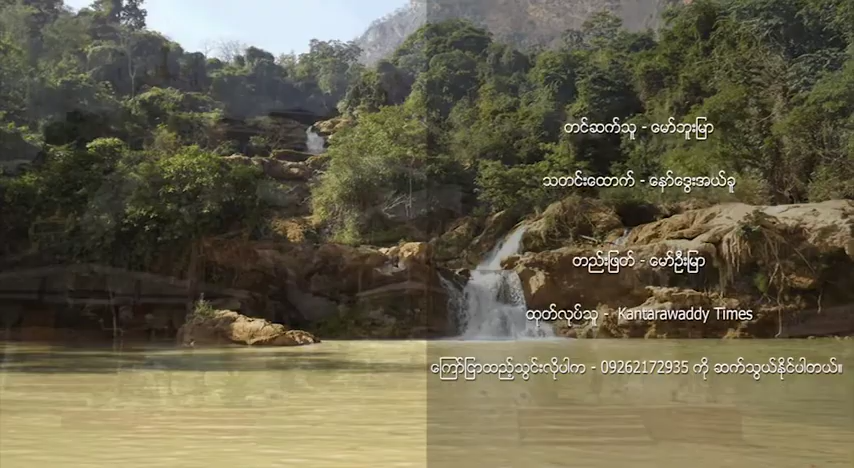 တင်ဆက်သူ - မော်ဘူးမြာ
သတင်းထောက် - နော်ဒွေးအယ်ခူ
တည်းဖြတ် - မော်ဦးမြာ
ထုတ်လုပ်သူ - Kantarawaddy Times
ကြော်ငြာထည့်သွင်းလိုပါက - 09262172935 ကို ဆက်သွယ်နိုင်ပါတယ်။